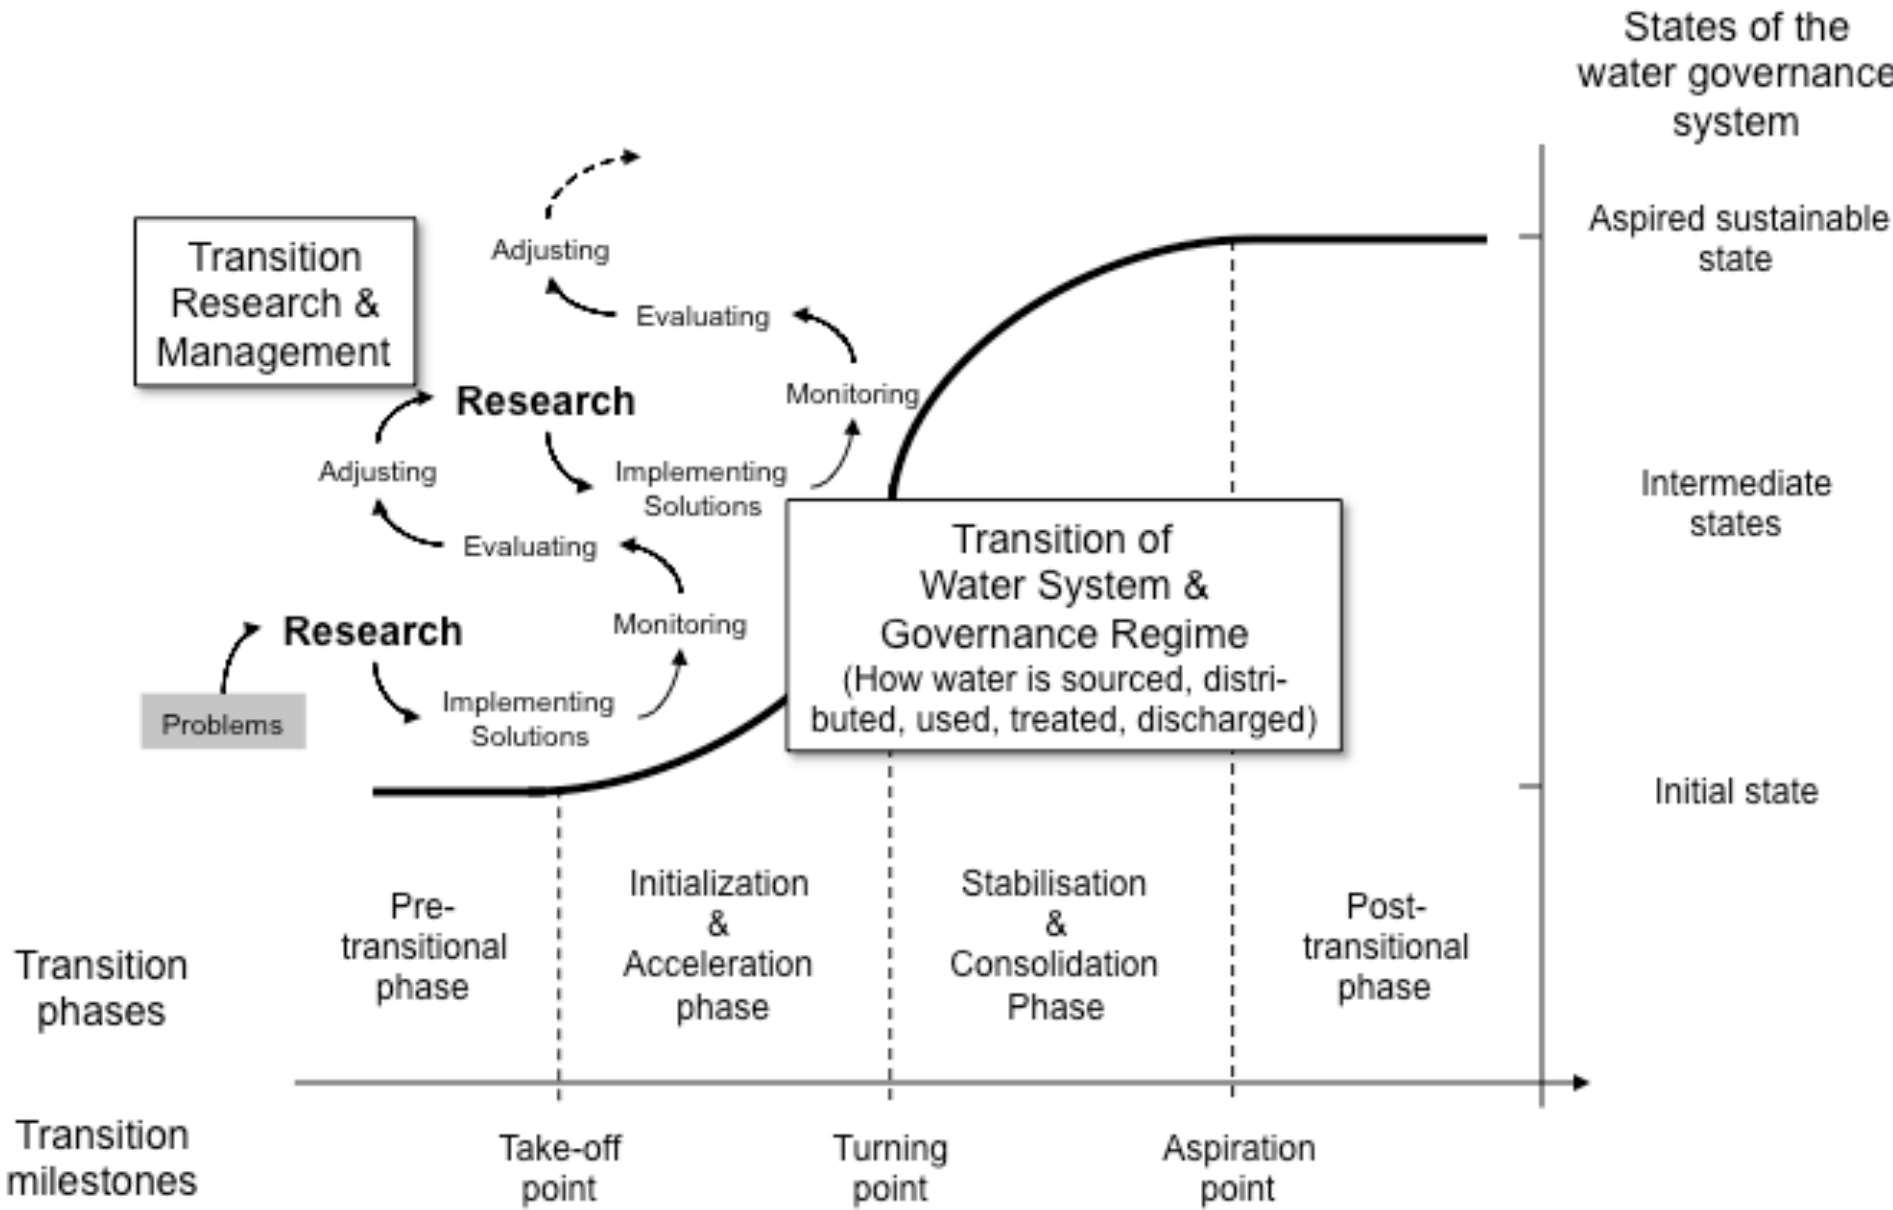 States of the
water governance
system
Aspired sustainable
state
Intermediate
states
Initial state
Transition
Research &
Management
Adjusting
Evaluating
Monitoring
Research
Implementing
Solutions
Adjusting
Evaluating
Monitoring
Research
Implementing
Solutions
Problems
Transition of
Water System &
Governance Regime
(How water is sourced, distri-
buted, used, treated, discharged)
Transition
phases
Pre-
transitional
phase
Initialization
&
Acceleration
phase
Stabilisation
&
Consolidation
Phase
Post-
transitional
phase
Transition
milestones
Take-off
point
Turning
point
Aspiration
point